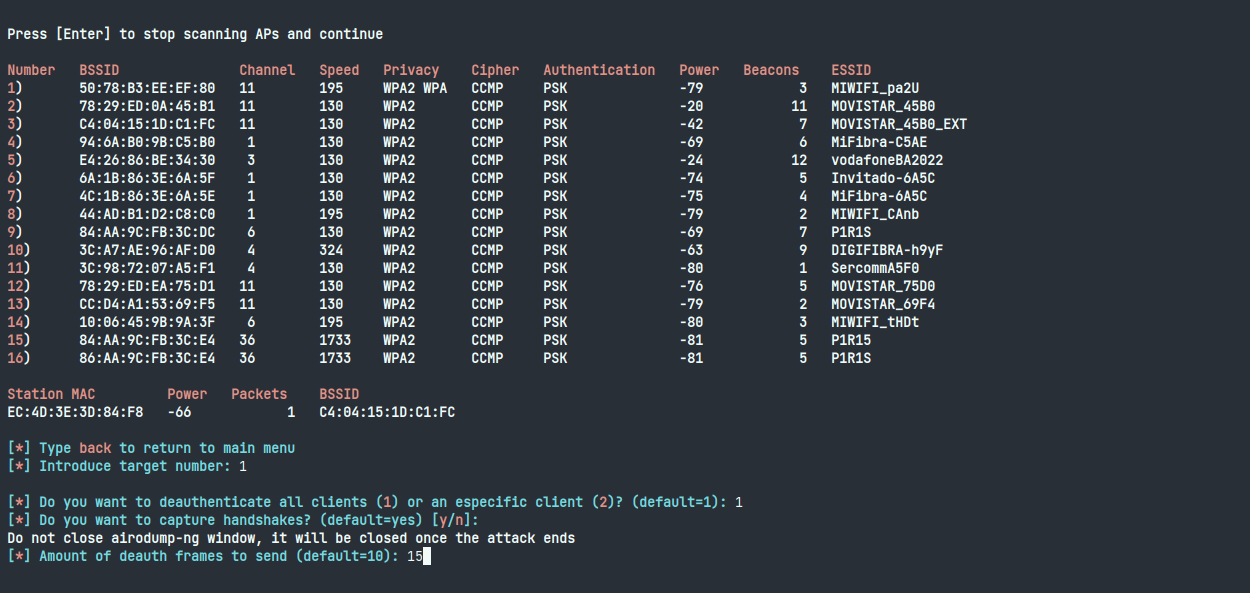 Press [Enter] to stop scanning APs and continue
Number BSSID Channel Speed Privacy Cipher Authentication Power Beacons ESSID
1) 50:78:B3:EE:EF:80 11 195 WPA2 WPA CCMP PSK -79 3 MIWIFI_pa2U
2) 78:29:ED:0A:45:B1 11 130 WPA2 CCMP PSK -20 11 MOVISTAR_45B0
3) C4:04:15:1D:C1:FC 11 130 WPA2 CCMP PSK -42 7 MOVISTAR_45B0_EXT
4) 94:6A:B0:9B:C5:B0 1 130 WPA2 CCMP PSK -69 6 MiFibra-C5AE
5) E4:26:86:BE:34:30 3 130 WPA2 CCMP PSK -24 12 vodafoneBA2022
6) 6A:1B:86:3E:6A:5F 1 130 WPA2 CCMP PSK -74 5 Invitado-6A5C
7) 4C:1B:86:3E:6A:5E 1 130 WPA2 CCMP PSK -75 4 MiFibra-6A5C
8) 44:AD:B1:D2:C8:C0 1 195 WPA2 CCMP PSK -79 2 MIWIFI_CAnb
9) 84:AA:9C:FB:3C:DC 6 130 WPA2 CCMP PSK -69 7 P1R1S
10) 3C:A7:AE:96:AF:D0 4 324 WPA2 CCMP PSK -63 9 DIGIFIBRA-h9yF
11) 3C:98:72:07:A5:F1 4 130 WPA2 CCMP PSK -80 1 SercommA5F0
12) 78:29:ED:EA:75:D1 11 130 WPA2 CCMP PSK -76 5 MOVISTAR_75D0
13) CC:D4:A1:53:69:F5 11 130 WPA2 CCMP PSK -79 2 MOVISTAR_69F4
14) 10:06:45:9B:9A:3F 6 195 WPA2 CCMP PSK -80 3 MIWIFI_tHDt
15) 84:AA:9C:FB:3C:E4 36 1733 WPA2 CCMP PSK -81 5 P1R15
16) 86:AA:9C:FB:3C:E4 36 1733 WPA2 CCMP PSK -81 5 P1R1S
Station MAC Power Packets BSSID
EC:4D:3E:3D:84:F8 -66 1 C4:04:15:1D:C1:FC
[*] Type back to return to main menu
[*] Introduce target number: 1
[*] Do you want to deauthenticate all clients (1) or an especific client (2)? (default=1): 1
[*] Do you want to capture handshakes? (default=yes) [y/n]:
Do not close airodump-ng window, it will be closed once the attack ends
[*] Amount of deauth frames to send (default=10): 15